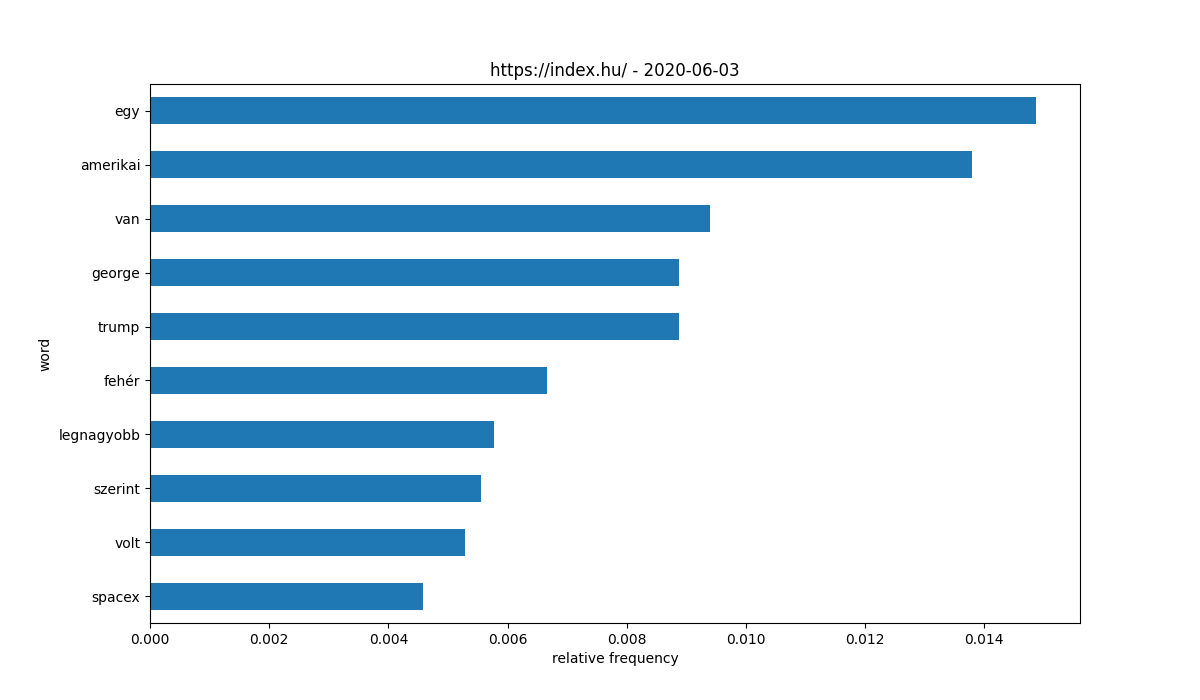 https://index.hu/ - 2020-06-03
egy
amerikai
van
george
trump
fehér
legnagyobb
szerint
volt
spacex
word
0.000 0.002 0.004 0.006 0.008 0.010 0.012 0.014
relative frequency